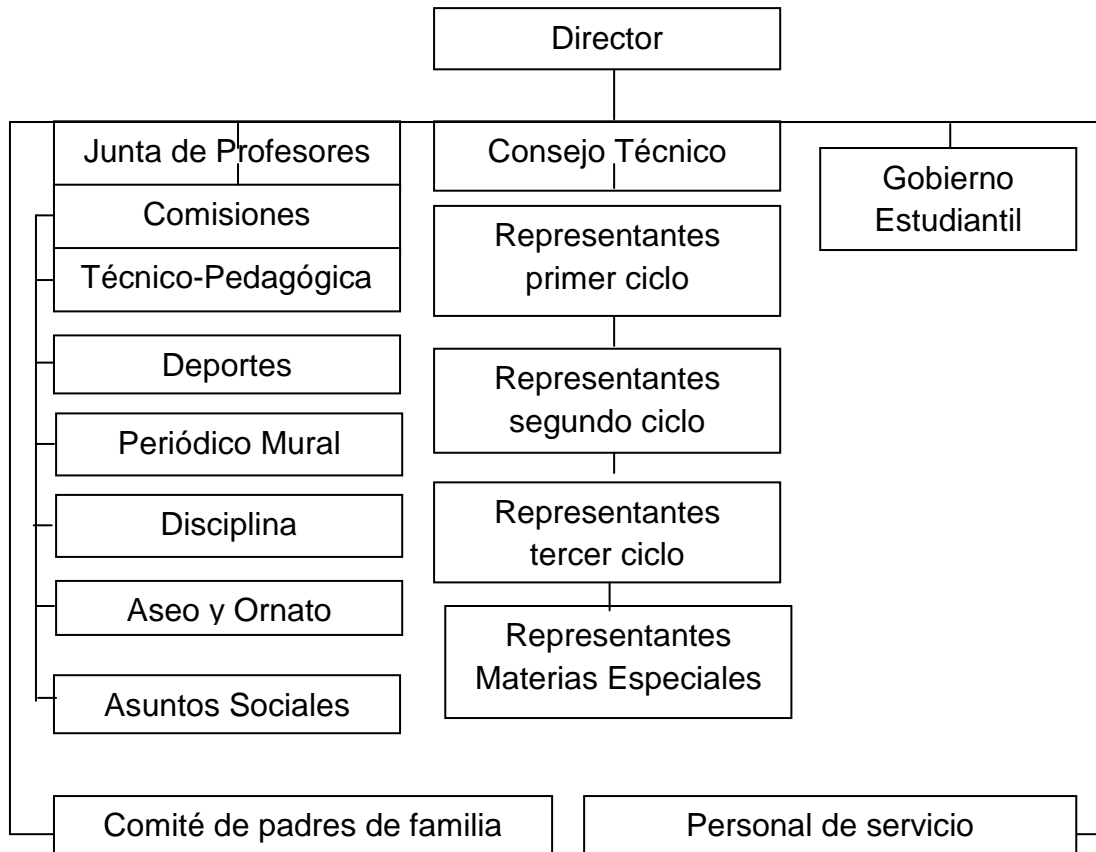 Director
Junta de Profesores
Comisiones
Técnico-Pedagógica
Deportes
Periódico Mural
Disciplina
Aseo y Ornato
Asuntos Sociales
Consejo Técnico
Representantes
primer ciclo
Representantes
segundo ciclo
Representantes
tercer ciclo
Representantes
Materias Especiales
Gobierno
Estudiantil
Comité de padres de familia
Personal de servicio